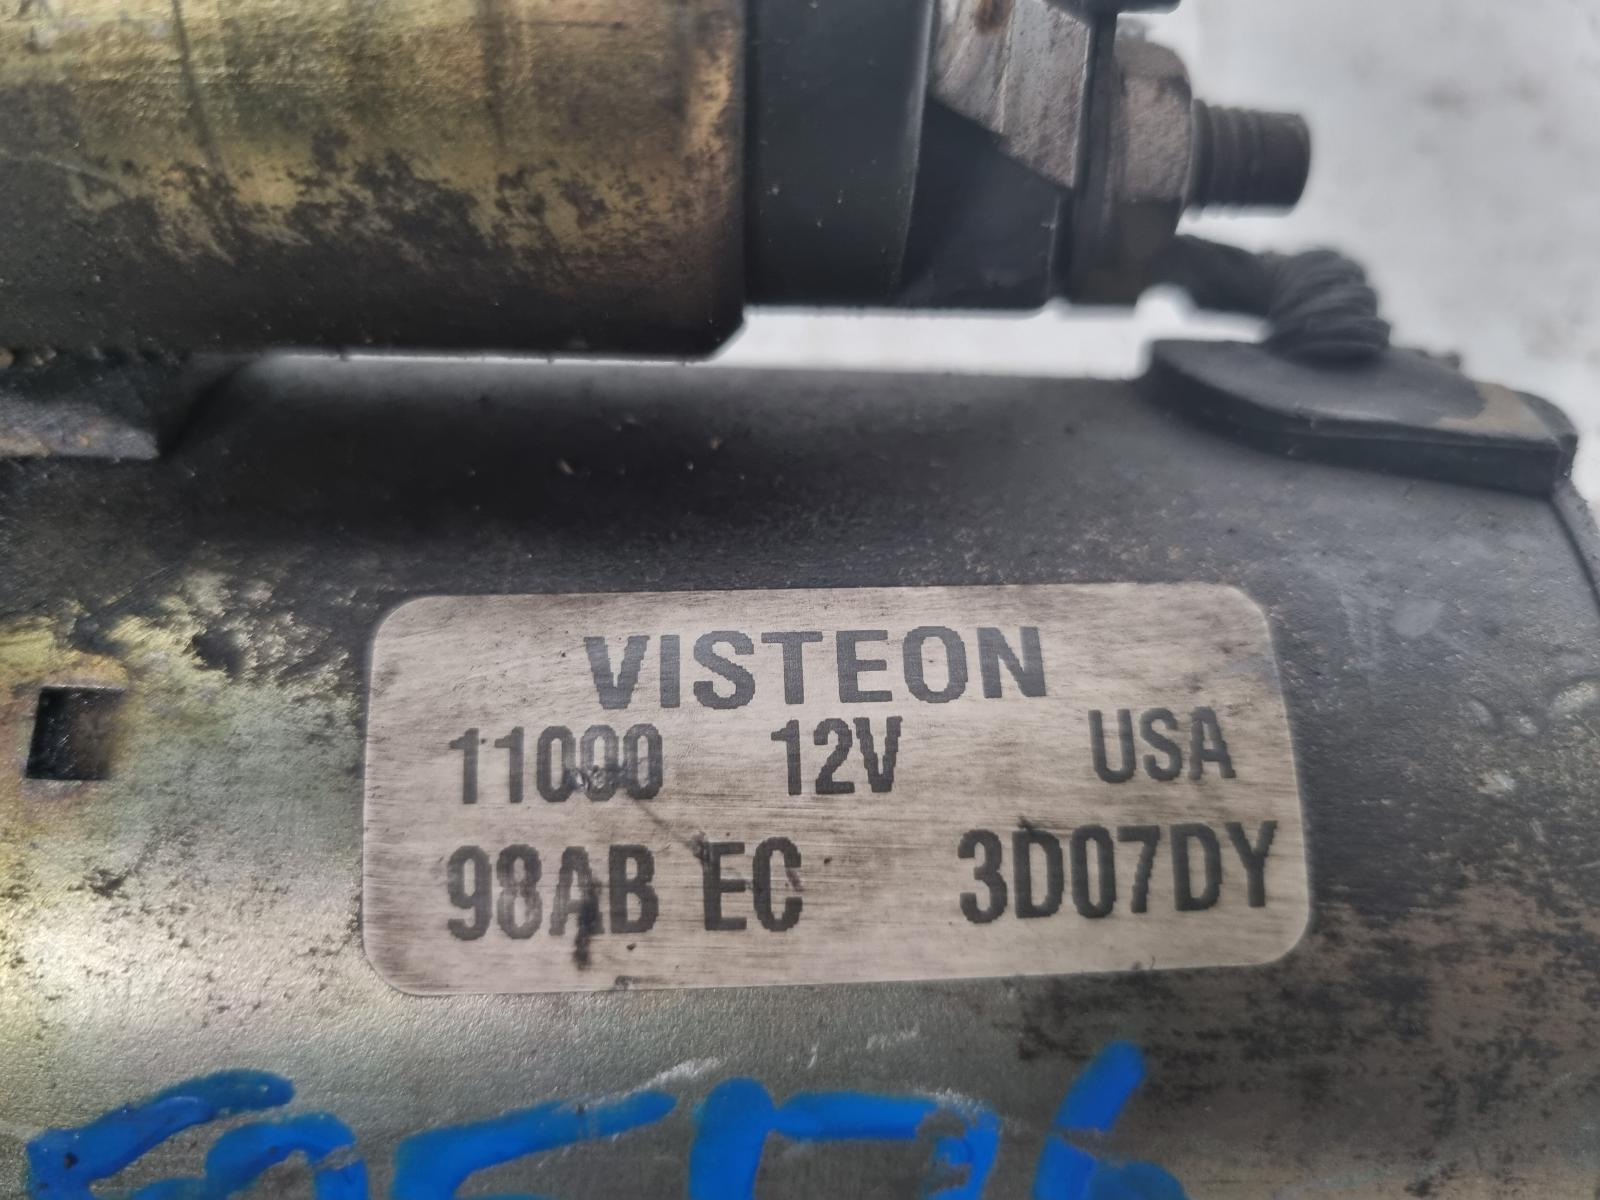 VISTEON
11000 12V USA
98AB EC 3D07DY